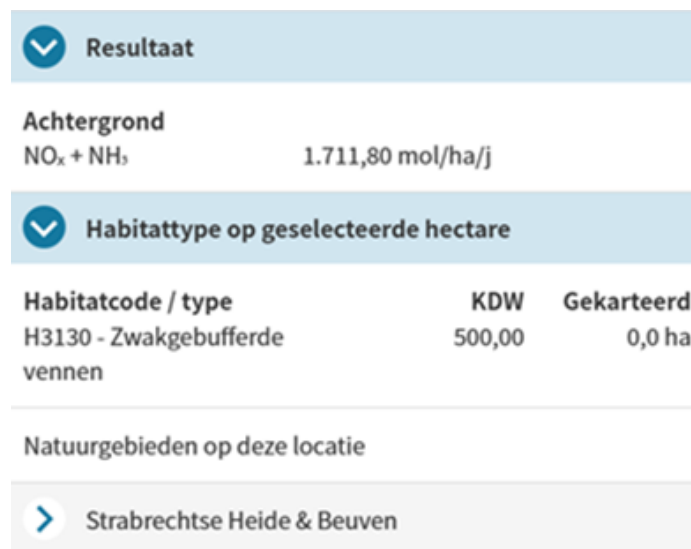 Resultaat
Achtergrond
NOₓ + NH₃ 1.711,80 mol/ha/j
Habitattype op geselecteerde hectare
Habitatcode / type KDW Gekarteerd
H3130 - Zwakgebufferde 500,00 0,0 ha
vennen
Natuurgebieden op deze locatie
Strabrechtse Heide & Beuven